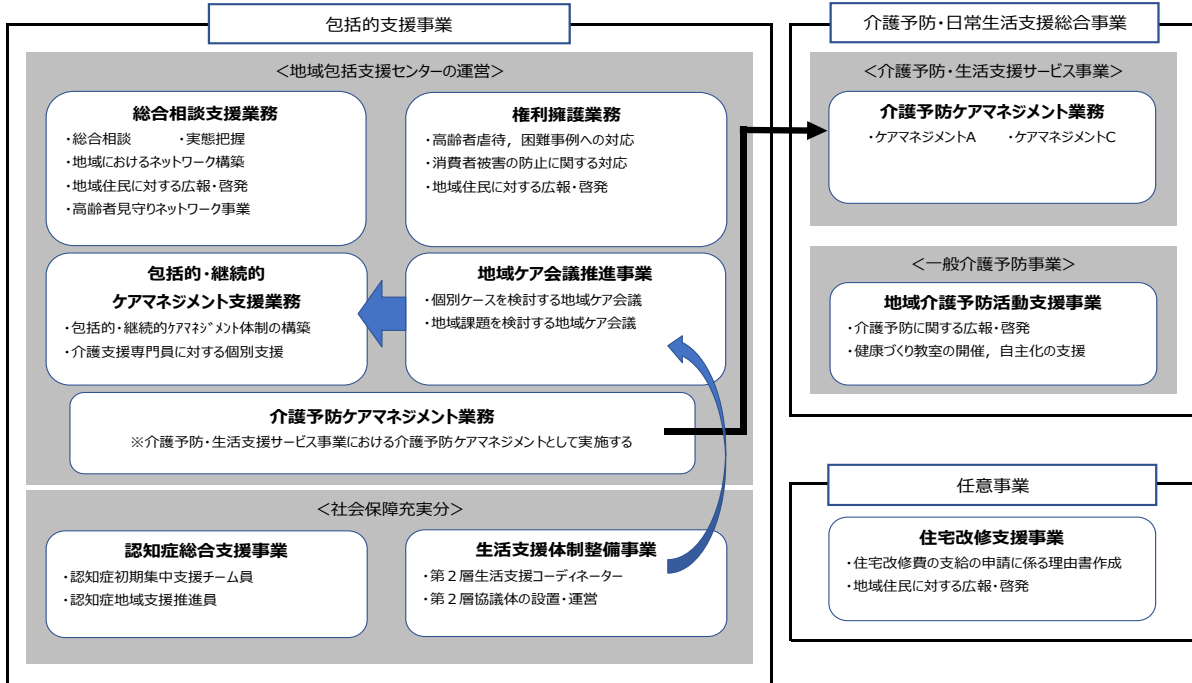 包括的支援事業
＜地域包括支援センターの運営＞
総合相談支援業務
・総合相談　　・実態把握
・地域におけるネットワーク構築
・地域住民に対する広報・啓発
・高齢者見守りネットワーク事業
権利擁護業務
・高齢者虐待，困難事例への対応
・消費者被害の防止に関する対応
・地域住民に対する広報・啓発
包括的・継続的
ケアマネジメント支援業務
・包括的・継続的ｹｱﾏﾈｼﾞﾒﾝﾄ体制の構築
・介護支援専門員に対する個別支援
地域ケア会議推進事業
・個別ケースを検討する地域ケア会議
・地域課題を検討する地域ケア会議
介護予防ケアマネジメント業務
※介護予防・生活支援サービス事業における介護予防ケアマネジメントとして実施する
＜社会保障充実分＞
認知症総合支援事業
・認知症初期集中支援チーム員
・認知症地域支援推進員
生活支援体制整備事業
・第２層生活支援コーディネーター
・第２層協議体の設置・運営
介護予防・日常生活支援総合事業
＜介護予防・生活支援サービス事業＞
介護予防ケアマネジメント業務
・ケアマネジメントA　　・ケアマネジメントC
＜一般介護予防事業＞
地域介護予防活動支援事業
・介護予防に関する広報・啓発
・健康づくり教室の開催，自主化の支援
任意事業
住宅改修支援事業
・住宅改修費の支給の申請に係る理由書作成
・地域住民に対する広報・啓発